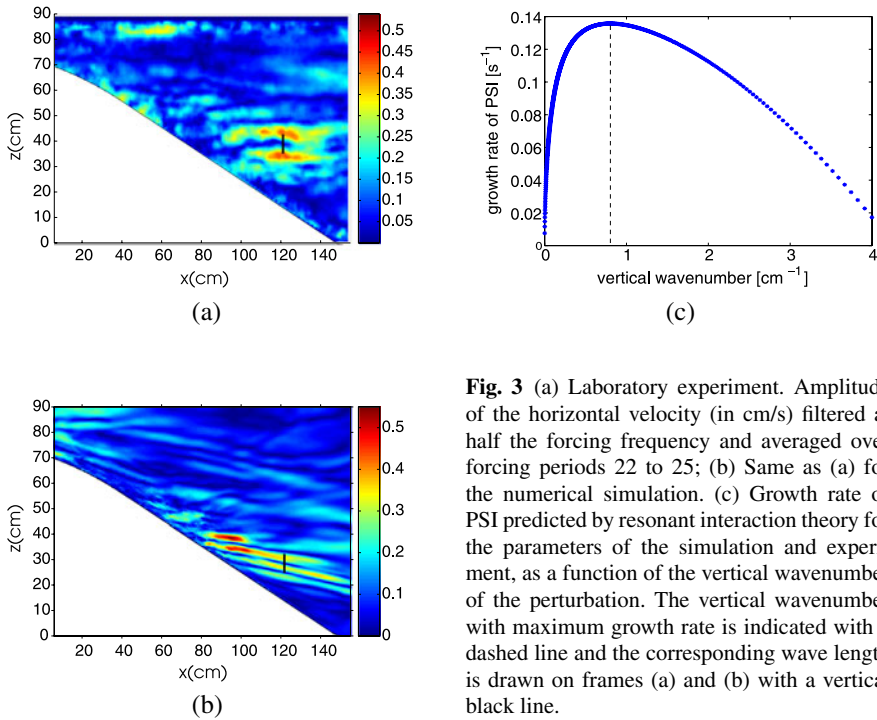 90
80
70
60
50
40
30
20
10
0
z(cm)
20 40 60 80 100 120 140
x(cm)
0.5
0.45
0.4
0.35
0.3
0.25
0.2
0.15
0.1
0.05
(a)
0.14
0.12
0.1
0.08
0.06
0.04
0.02
0
growth rate of PSI [s⁻¹]
0 1 2 3 4
vertical wavenumber [cm⁻¹]
(c)
90
80
70
60
50
40
30
20
10
0
z(cm)
20 40 60 80 100 120 140
x(cm)
0.5
0.4
0.3
0.2
0.1
0
(b)
Fig. 3 (a) Laboratory experiment. Amplitud
of the horizontal velocity (in cm/s) filtered a
half the forcing frequency and averaged ove
forcing periods 22 to 25; (b) Same as (a) fo
the numerical simulation. (c) Growth rate o
PSI predicted by resonant interaction theory fo
the parameters of the simulation and exper
ment, as a function of the vertical wavenumbe
of the perturbation. The vertical wavenumbe
with maximum growth rate is indicated with
dashed line and the corresponding wave lengt
is drawn on frames (a) and (b) with a vertica
black line.